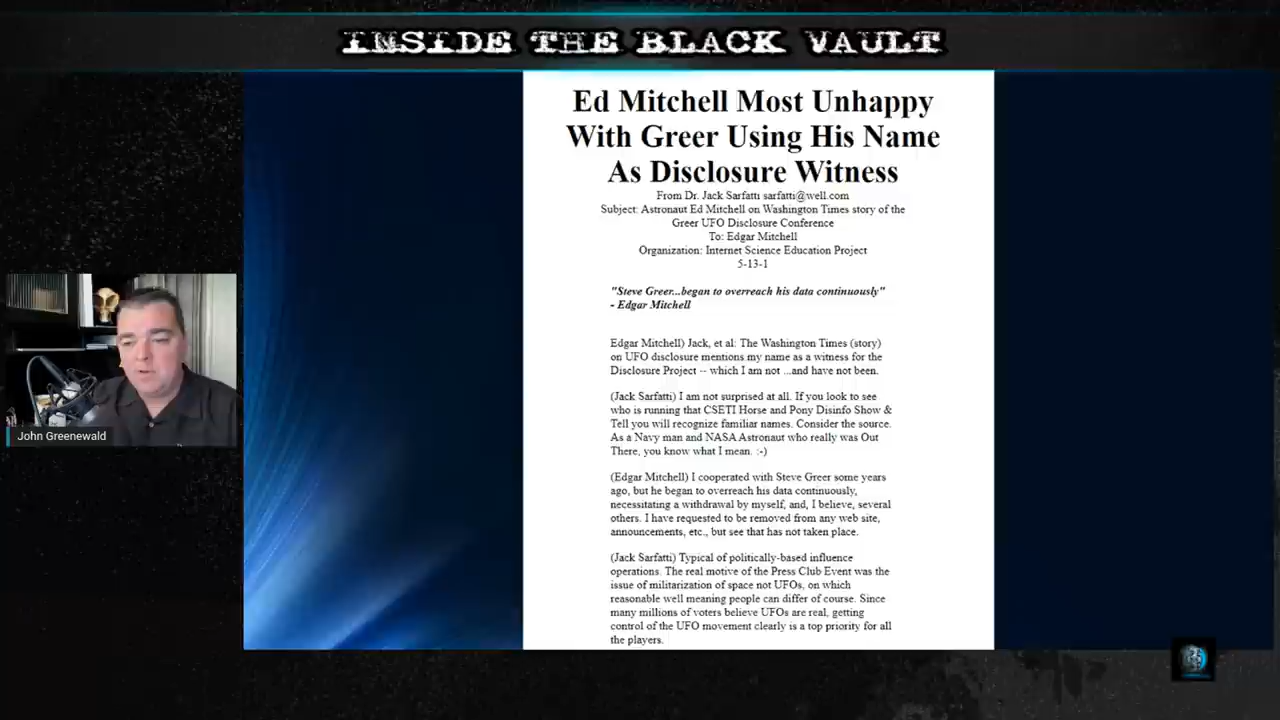 INSIDE THE BLACK VAULT
Ed Mitchell Most Unhappy
With Greer Using His Name
As Disclosure Witness
From Dr. Jack Sarfatti sarfatti@well.com
Subject: Astronaut Ed Mitchell on Washington Times story of the
Greer UFO Disclosure Conference
To: Edgar Mitchell
Organization: Internet Science Education Project
5-13-1
"Steve Greer...began to overreach his data continuously"
- Edgar Mitchell
Edgar Mitchell) Jack, et al: The Washington Times (story)
on UFO disclosure mentions my name as a witness for the
Disclosure Project -- which I am not ...and have not been.
(Jack Sarfatti) I am not surprised at all. If you look to see
who is running that CSETI Horse and Pony Disinfo Show &
Tell you will recognize familiar names. Consider the source.
As a Navy man and NASA Astronaut who really was Out
There, you know what I mean. :-)
(Edgar Mitchell) I cooperated with Steve Greer some years
ago, but he began to overreach his data continuously,
necessitating a withdrawal by myself, and, I believe, several
others. I have requested to be removed from any web site,
announcements, etc., but see that has not taken place.
(Jack Sarfatti) Typical of politically-based influence
operations. The real motive of the Press Club Event was the
issue of militarization of space not UFOs, on which
reasonable well meaning people can differ of course. Since
many millions of voters believe UFOs are real, getting
control of the UFO movement clearly is a top priority for all
the players.
John Greenewald